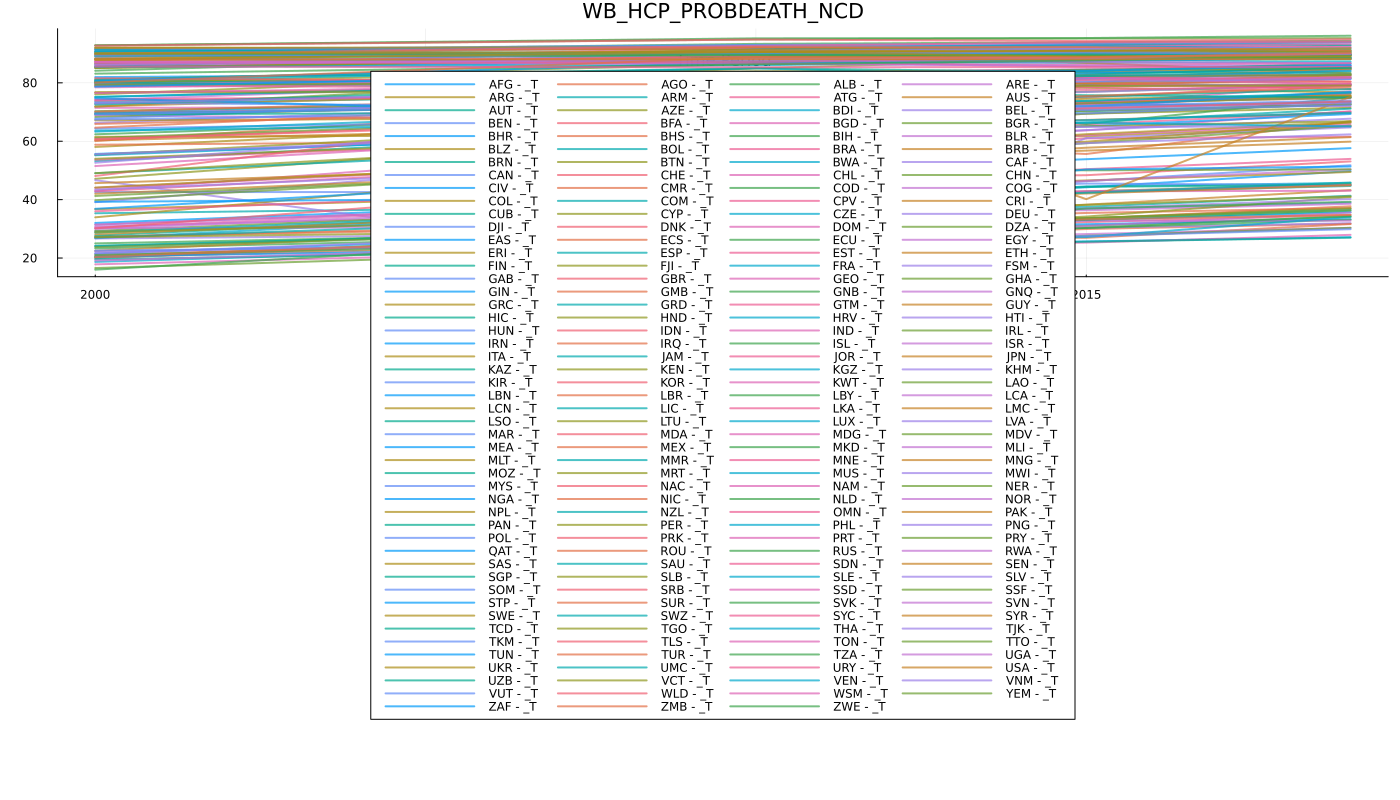 WB_HCP_PROBDEATH_NCD
80
60
40
20
2000
2015
AFG - _T AGO - _T ALB - _T ARE - _T
ARG - _T ARM - _T ATG - _T AUS - _T
AUT - _T AZE - _T BDI - _T BEL - _T
BEN - _T BFA - _T BGD - _T BGR - _T
BHR - _T BHS - _T BIH - _T BLR - _T
BLZ - _T BOL - _T BRA - _T BRB - _T
BRN - _T BTN - _T BWA - _T CAF - _T
CAN - _T CHE - _T CHL - _T CHN - _T
CIV - _T CMR - _T COD - _T COG - _T
COL - _T COM - _T CPV - _T CRI - _T
CUB - _T CYP - _T CZE - _T DEU - _T
DJI - _T DNK - _T DOM - _T DZA - _T
EAS - _T ECS - _T ECU - _T EGY - _T
ERI - _T ESP - _T EST - _T ETH - _T
FIN - _T FJI - _T FRA - _T FSM - _T
GAB - _T GBR - _T GEO - _T GHA - _T
GIN - _T GMB - _T GNB - _T GNQ - _T
GRC - _T GRD - _T GTM - _T GUY - _T
HIC - _T HND - _T HRV - _T HTI - _T
HUN - _T IDN - _T IND - _T IRL - _T
IRN - _T IRQ - _T ISL - _T ISR - _T
ITA - _T JAM - _T JOR - _T JPN - _T
KAZ - _T KEN - _T KGZ - _T KHM - _T
KIR - _T KOR - _T KWT - _T LAO - _T
LBN - _T LBR - _T LBY - _T LCA - _T
LCN - _T LIC - _T LKA - _T LMC - _T
LSO - _T LTU - _T LUX - _T LVA - _T
MAR - _T MDA - _T MDG - _T MDV - _T
MEA - _T MEX - _T MKD - _T MLI - _T
MLT - _T MMR - _T MNE - _T MNG - _T
MOZ - _T MRT - _T MUS - _T MWI - _T
MYS - _T NAC - _T NAM - _T NER - _T
NGA - _T NIC - _T NLD - _T NOR - _T
NPL - _T NZL - _T OMN - _T PAK - _T
PAN - _T PER - _T PHL - _T PNG - _T
POL - _T PRK - _T PRT - _T PRY - _T
QAT - _T ROU - _T RUS - _T RWA - _T
SAS - _T SAU - _T SDN - _T SEN - _T
SGP - _T SLB - _T SLE - _T SLV - _T
SOM - _T SRB - _T SSD - _T SSF - _T
STP - _T SUR - _T SVK - _T SVN - _T
SWE - _T SWZ - _T SYC - _T SYR - _T
TCD - _T TGO - _T THA - _T TJK - _T
TKM - _T TLS - _T TON - _T TTO - _T
TUN - _T TUR - _T TZA - _T UGA - _T
UKR - _T UMC - _T URY - _T USA - _T
UZB - _T VCT - _T VEN - _T VNM - _T
VUT - _T WLD - _T WSM - _T YEM - _T
ZAF - _T ZMB - _T ZWE - _T